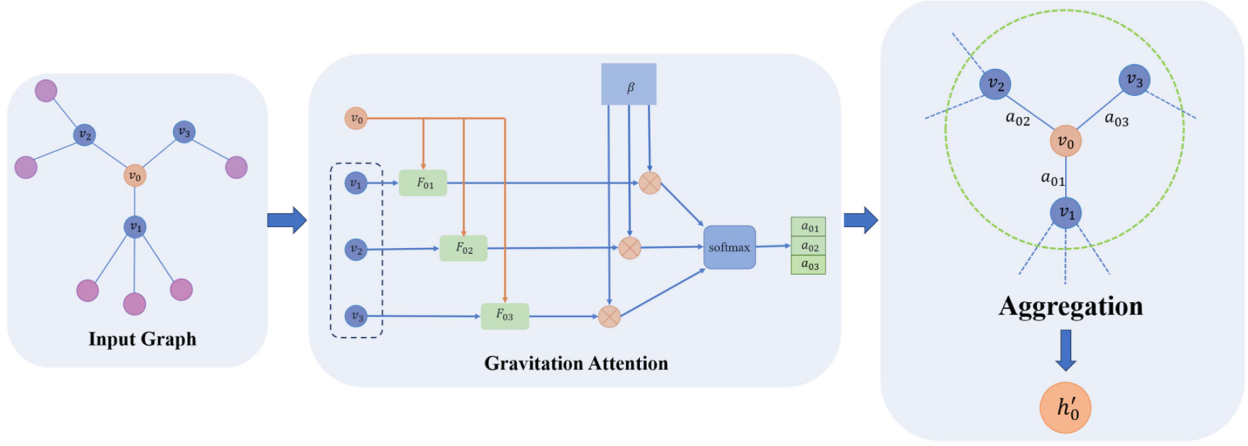 v₂
v₃
v₀
v₁
Input Graph
β
v₀
v₁
F₀₁
v₂
F₀₂
v₃
F₀₃
softmax
a₀₁
a₀₂
a₀₃
Gravitation Attention
v₂
v₃
a₀₂
a₀₃
v₀
a₀₁
v₁
Aggregation
h′₀